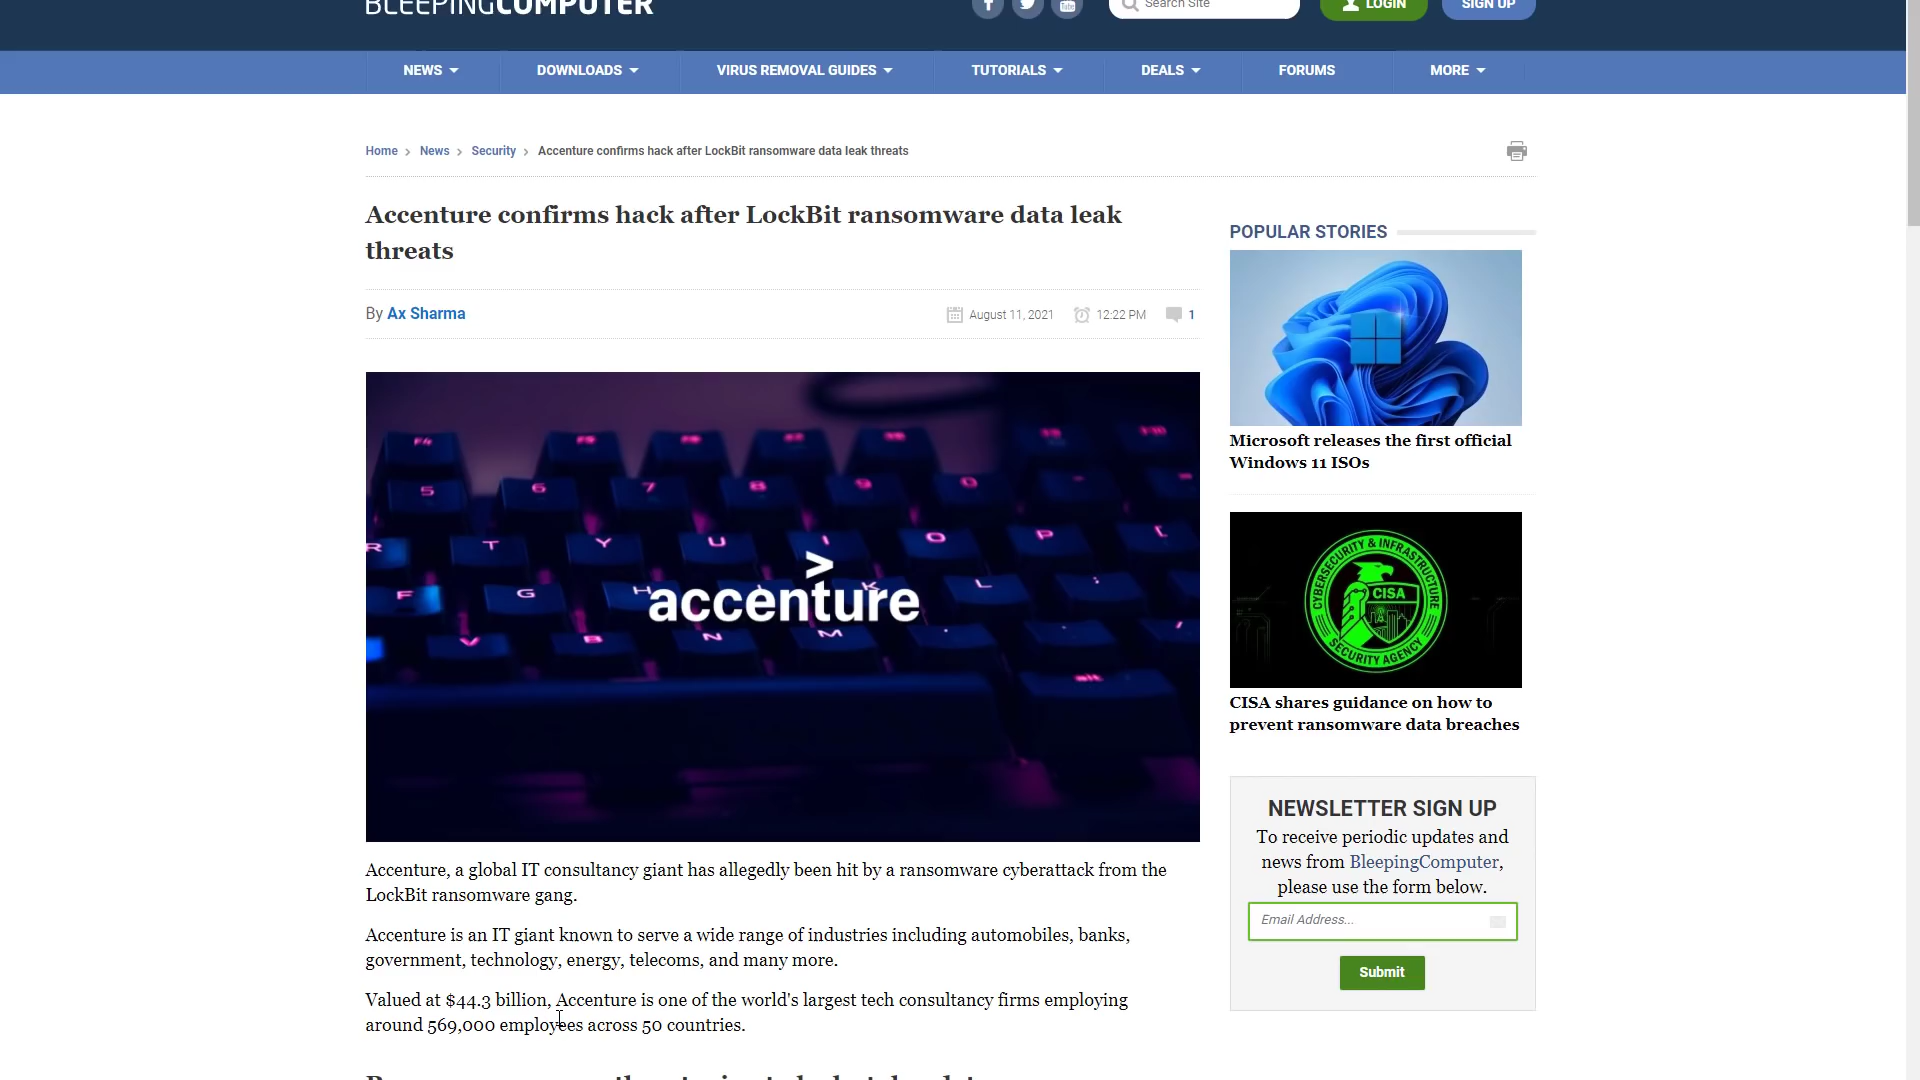 BLEEPINGCOMPUTER
Search Site
LOGIN
SIGN UP
NEWS
DOWNLOADS
VIRUS REMOVAL GUIDES
TUTORIALS
DEALS
FORUMS
MORE
Home > News > Security > Accenture confirms hack after LockBit ransomware data leak threats
Accenture confirms hack after LockBit ransomware data leak
threats
By Ax Sharma
August 11, 2021
12:22 PM
1
F4
5 6 7 8 9 0 -
R T Y U I O P [
F G H K L ;
V B N M
alt
>
accenture
Accenture, a global IT consultancy giant has allegedly been hit by a ransomware cyberattack from the
LockBit ransomware gang.
Accenture is an IT giant known to serve a wide range of industries including automobiles, banks,
government, technology, energy, telecoms, and many more.
Valued at $44.3 billion, Accenture is one of the world's largest tech consultancy firms employing
around 569,000 employees across 50 countries.
POPULAR STORIES
Microsoft releases the first official
Windows 11 ISOs
CYBERSECURITY & INFRASTRUCTURE
CISA
SECURITY AGENCY
CISA shares guidance on how to
prevent ransomware data breaches
NEWSLETTER SIGN UP
To receive periodic updates and
news from BleepingComputer,
please use the form below.
Email Address...
Submit